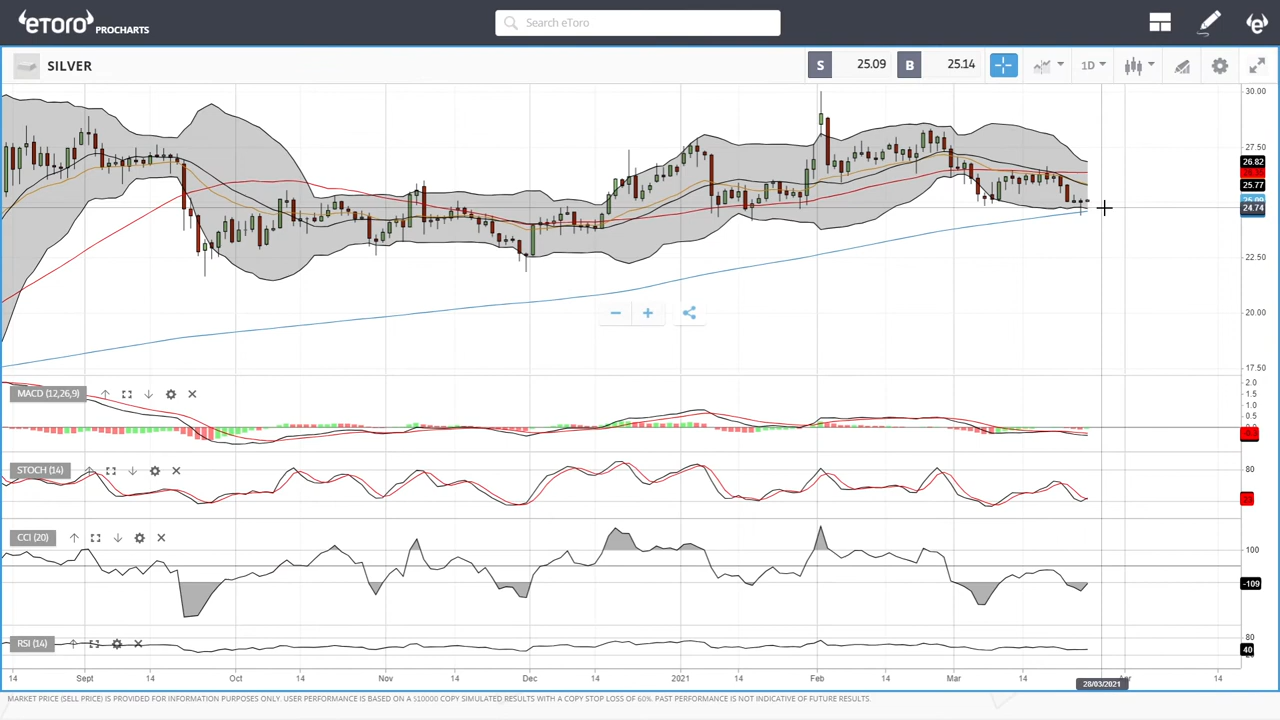 eToro PROCHARTS
Search eToro
SILVER
S 25.09 B 25.14 1D
30.00
27.50
26.82
25.77
24.74
22.50
20.00
17.50
MACD (12,26,9)
2.0
1.5
1.0
0.5
STOCH (14)
80
CCI (20)
100
-109
RSI (14)
80
40
14 Sept 14 Oct 14 Nov 14 Dec 14 2021 14 Feb 14 Mar 14 14
28/03/2021
MARKET PRICE (SELL PRICE) IS PROVIDED FOR INFORMATION PURPOSES ONLY. USER PERFORMANCE IS BASED ON A $10000 COPY SIMULATED RESULTS WITH A COPY STOP LOSS OF 60%. PAST PERFORMANCE IS NOT INDICATIVE OF FUTURE RESULTS.